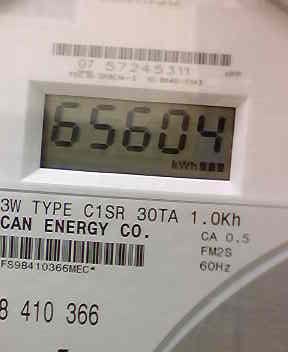 07 57245311
65604
kWh
3W TYPE C1SR 30TA 1.0Kh
CAN ENERGY CO.
CA 0.5
FM2S
60Hz
FS9B410366MEC*
8 410 366